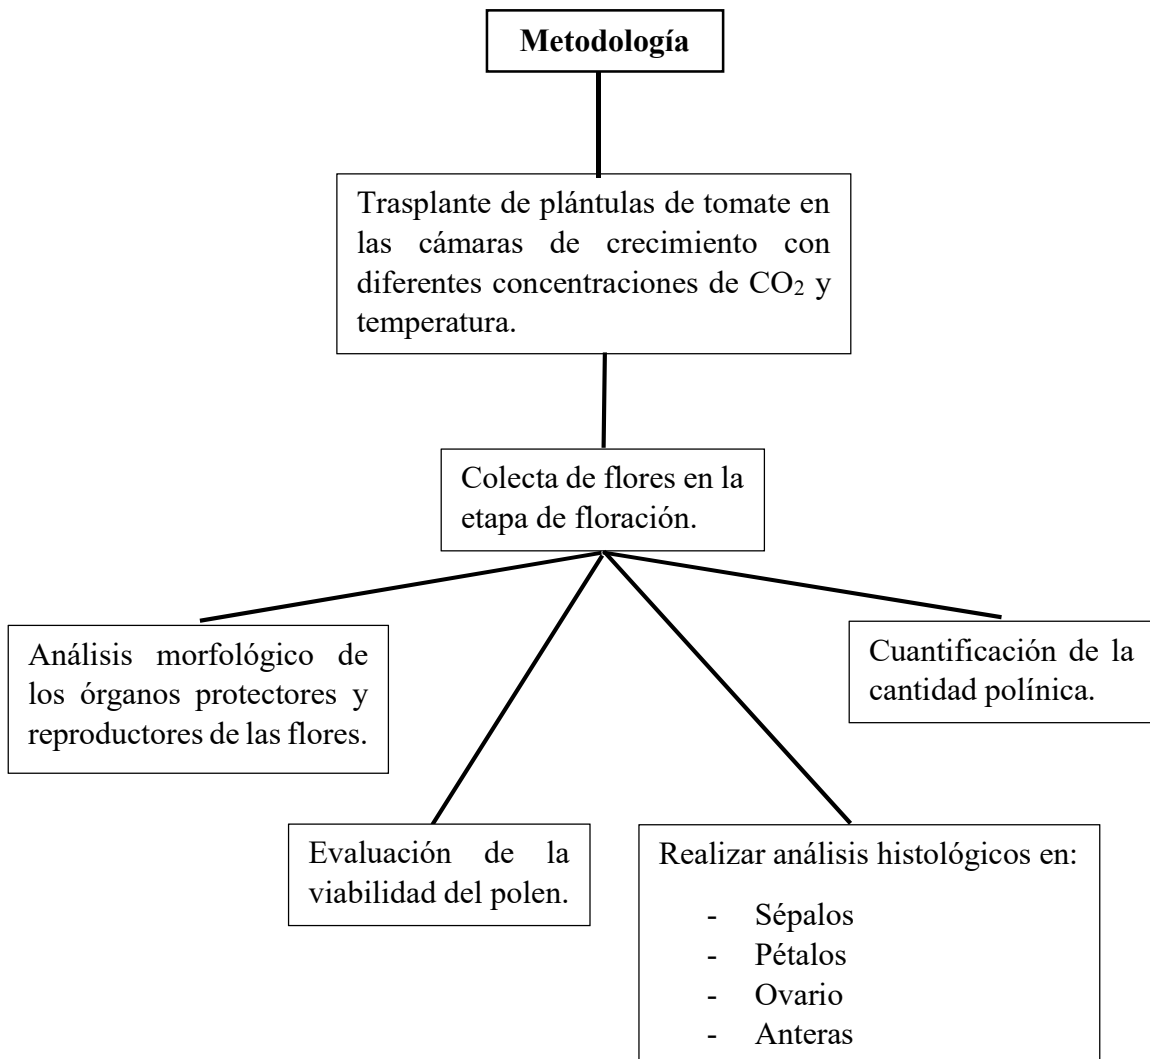 Metodología
Trasplante de plántulas de tomate en
las cámaras de crecimiento con
diferentes concentraciones de CO₂ y
temperatura.
Colecta de flores en la
etapa de floración.
Análisis morfológico de
los órganos protectores y
reproductores de las flores.
Cuantificación de la
cantidad polínica.
Evaluación de la
viabilidad del polen.
Realizar análisis histológicos en:
- Sépalos
- Pétalos
- Ovario
- Anteras